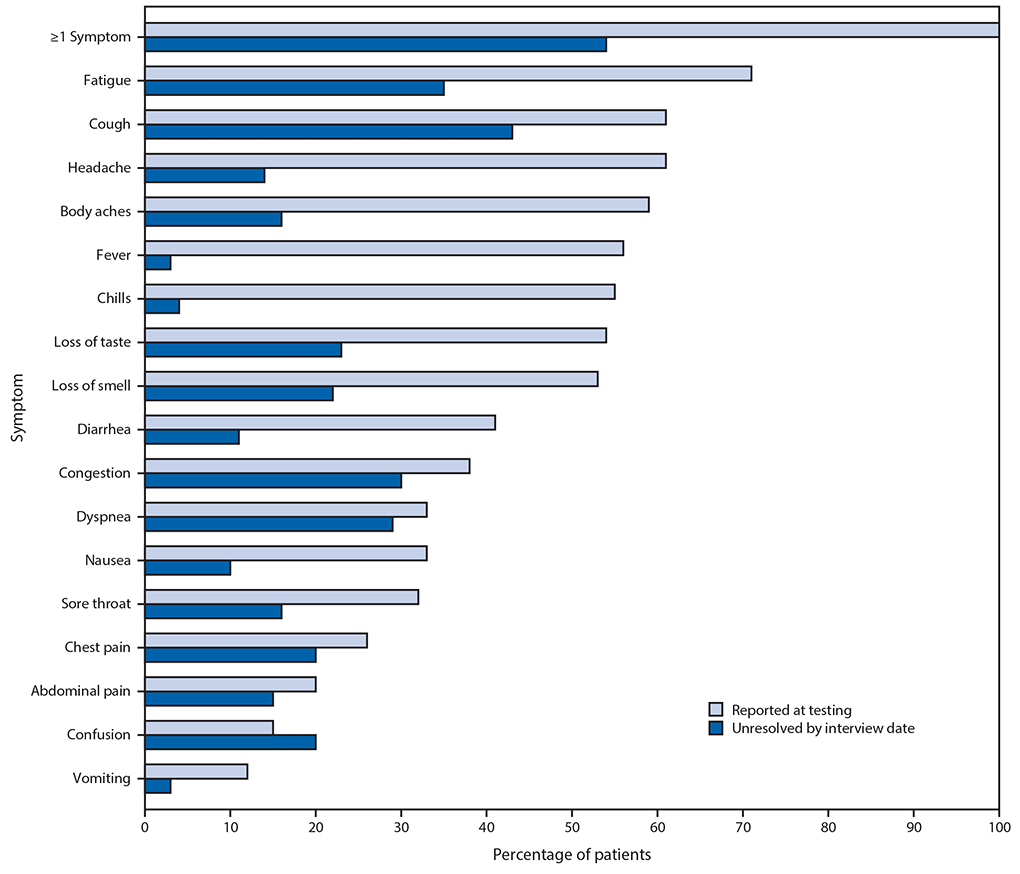 ≥1 Symptom
Fatigue
Cough
Headache
Body aches
Fever
Chills
Loss of taste
Loss of smell
Diarrhea
Congestion
Dyspnea
Nausea
Sore throat
Chest pain
Abdominal pain
Confusion
Vomiting
Symptom
Reported at testing
Unresolved by interview date
0 10 20 30 40 50 60 70 80 90 100
Percentage of patients